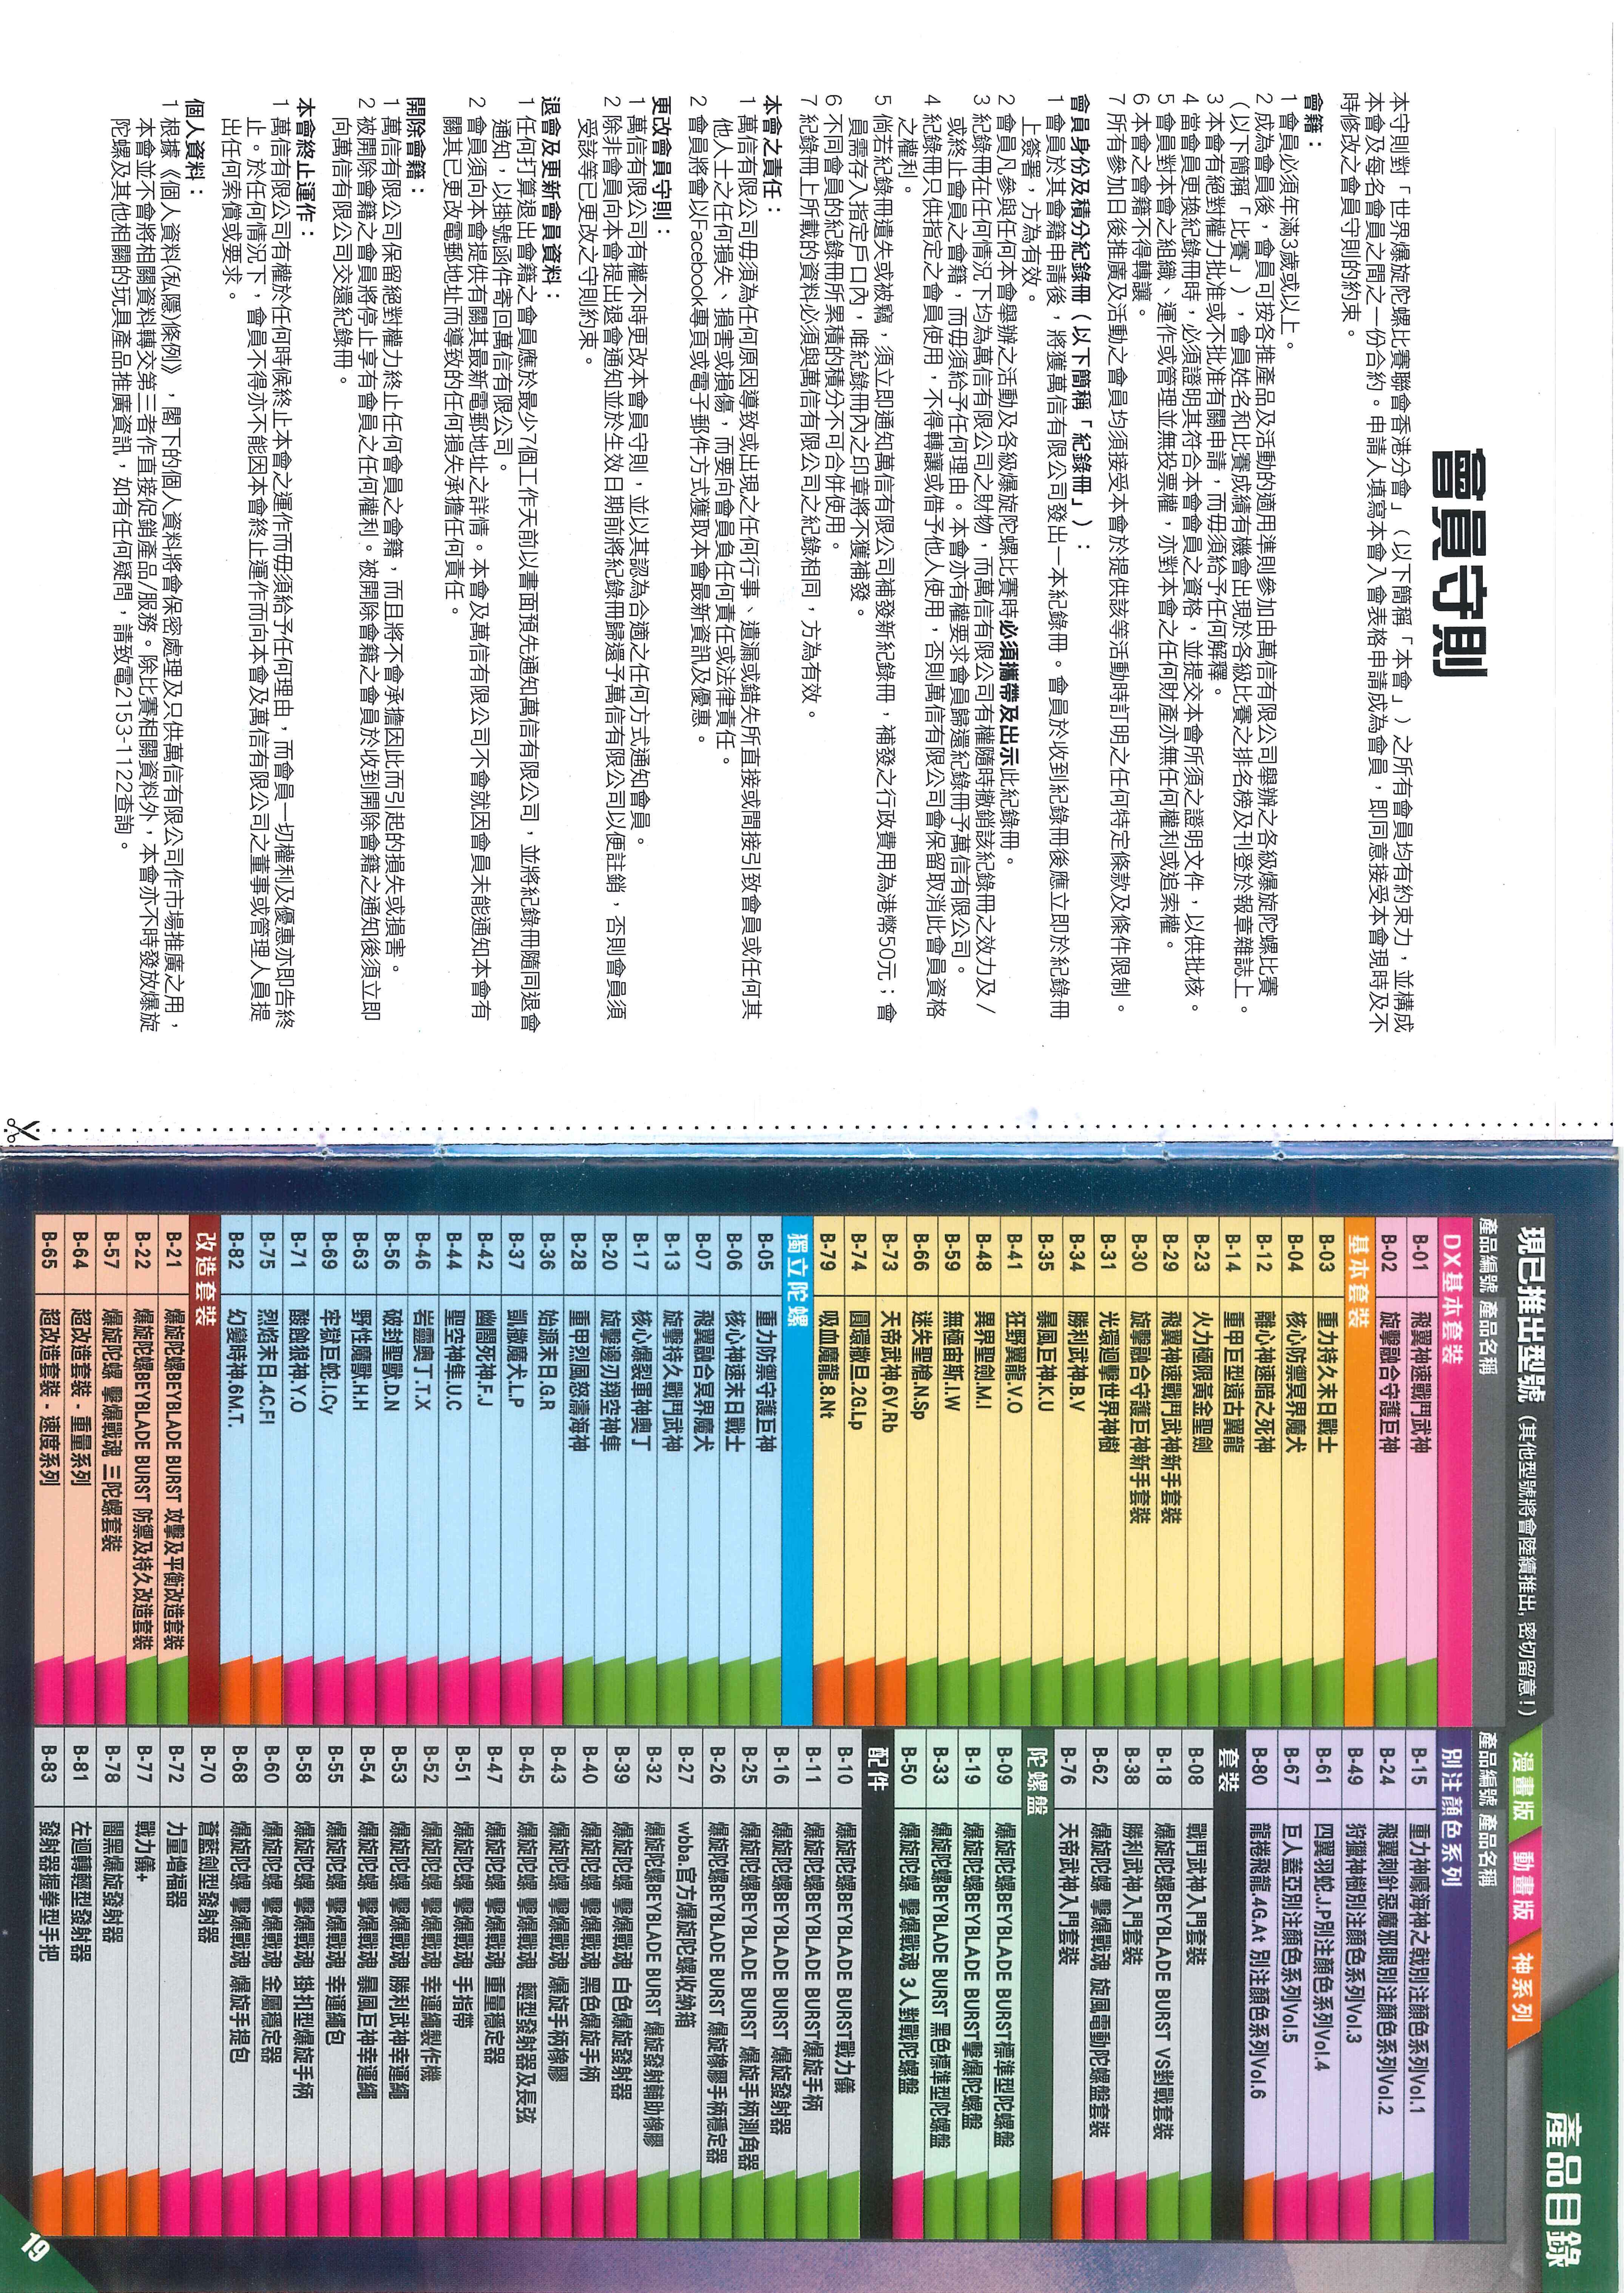 會員守則
本守則對「世界爆旋陀螺比賽聯會香港分會」（以下簡稱「本會」）之所有會員均有約束力，並構成
本會及每名會員之間之一份合約。申請人填寫本會入會表格申請成為會員，即同意接受本會現時及不
時修改之會員守則的約束。
會籍：
1 會員必須年滿3歲或以上。
2 成為會員後，會員可按各推產品及活動的適用準則參加由萬信有限公司舉辦之各級爆旋陀螺比賽
（以下簡稱「比賽」），會員姓名和比賽成績有機會出現於各級比賽之排名榜及刊登於報章雜誌上。
3 本會有絕對權力批准或不批准有關申請，而毋須給予任何解釋。
4 當會員更換紀錄冊時，必須證明其符合本會會員之資格，並提交本會所須之證明文件，以供批核。
5 會員對本會之組織、運作或管理並無投票權，亦對本會之任何財產亦無任何權利或追索權。
6 本會之會籍不得轉讓。
7 所有參加日後推廣及活動之會員均須接受本會於提供該等活動時訂明之任何特定條款及條件限制。
會員身份及積分紀錄冊（以下簡稱「紀錄冊」）：
1 會員於其會籍申請後，將獲萬信有限公司發出一本紀錄冊。會員於收到紀錄冊後應立即於紀錄冊
上簽署，方為有效。
2 會員凡參與任何本會舉辦之活動及各級爆旋陀螺比賽時必須攜帶及出示此紀錄冊。
3 紀錄冊在任何情況下均為萬信有限公司之財物，而萬信有限公司有權隨時撤銷該紀錄冊之效力及 /
或終止會員之會籍，而毋須給予任何理由。本會亦有權要求會員歸還紀錄冊予萬信有限公司。
4 紀錄冊只供指定之會員使用，不得轉讓或借予他人使用，否則萬信有限公司會保留取消此會員資格
之權利。
5 倘若紀錄冊遺失或被竊，須立即通知萬信有限公司補發新紀錄冊，補發之行政費用為港幣50元；會
員需存入指定戶口內，唯紀錄冊內之印章將不獲補發。
6 不同會員的紀錄冊所累積的積分不可合併使用。
7 紀錄冊上所載的資料必須與萬信有限公司之紀錄相同，方為有效。
本會之責任：
1 萬信有限公司毋須為任何原因導致或出現之任何行事、遺漏或錯失所直接或間接引致會員或任何其
他人士之任何損失、損害或損傷，而要向會員負任何責任或法律責任。
2 會員將會以Facebook專頁或電子郵件方式獲取本會最新資訊及優惠。
更改會員守則：
1 萬信有限公司有權不時更改本會員守則，並以其認為合適之任何方式通知會員。
2 除非會員向本會提出退會通知並於生效日期前將紀錄冊歸還予萬信有限公司以便註銷，否則會員須
受該等已更改之守則約束。
退會及更新會員資料：
1 任何打算退出會籍之會員應於最少7個工作天前以書面預先通知萬信有限公司，並將紀錄冊隨同退會
通知，以掛號函件寄回萬信有限公司。
2 會員須向本會提供有關其最新電郵地址之詳情。本會及萬信有限公司不會就因會員未能通知本會有
關其已更改電郵地址而導致的任何損失承擔任何責任。
開除會籍：
1 萬信有限公司保留絕對權力終止任何會員之會籍，而且將不會承擔因此而引起的損失或損害。
2 被開除會籍之會員將停止享有會員之任何權利。被開除會籍之會員於收到開除會籍之通知後須立即
向萬信有限公司交還紀錄冊。
本會終止運作：
1 萬信有限公司有權於任何時候終止本會之運作而毋須給予任何理由，而會員一切權利及優惠亦即告終
止。於任何情況下，會員不得亦不能因本會終止運作而向本會及萬信有限公司之董事或管理人員提
出任何索償或要求。
個人資料：
1 根據《個人資料(私隱)條例》，閣下的個人資料將會保密處理及只供萬信有限公司作市場推廣之用，
本會並不會將相關資料轉交第三者作直接促銷產品/服務。除比賽相關資料外，本會亦不時發放爆旋
陀螺及其他相關的玩具產品推廣資訊，如有任何疑問，請致電2153-1122查詢。
產品目錄
現已推出型號（其他型號將會陸續推出, 密切留意！）
漫畫版 動畫版 神系列
產品編號 產品名稱
DX基本套裝
B-01 飛翼神速戰鬥武神
B-02 旋擊融合守護巨神
基本套裝
B-03 重力持久末日戰士
B-04 核心防禦冥界魔犬
B-12 離心神速暗之死神
B-14 重甲巨型遠古翼龍
B-23 火力極限黃金聖劍
B-29 飛翼神速戰鬥武神新手套裝
B-30 旋擊融合守護巨神新手套裝
B-31 光環迴擊世界神樹
B-34 勝利武神.B.V
B-35 暴風巨神.K.U
B-41 狂野翼龍.V.O
B-48 異界聖劍.M.I
B-59 無極宙斯.I.W
B-66 迷失聖槍.N.Sp
B-73 天帝武神.6V.Rb
B-74 圓環撒旦.2G.Lp
B-79 吸血魔龍.8.Nt
獨立陀螺
B-05 重力防禦守護巨神
B-06 核心神速末日戰士
B-07 飛翼融合冥界魔犬
B-13 旋擊持久戰鬥武神
B-17 核心爆裂軍神奧丁
B-20 旋擊邊刃翔空神隼
B-28 重甲烈風怒濤海神
B-36 始源末日.G.R
B-37 凱撒魔犬.L.P
B-42 幽闇死神.F.J
B-44 聖空神隼.U.C
B-46 岩靈奧丁.T.X
B-56 破封聖獸.D.N
B-63 野性魔獸.H.H
B-69 牢獄巨蛇.I.Cy
B-71 酸蝕狼神.Y.O
B-75 烈焰末日.4C.Fl
B-82 幻變時神.6M.T.
改造套裝
B-21 爆旋陀螺BEYBLADE BURST 攻擊及平衡改造套裝
B-22 爆旋陀螺BEYBLADE BURST 防禦及持久改造套裝
B-57 爆旋陀螺 擊爆戰魂 三陀螺套裝
B-64 超改造套裝 - 重量系列
B-65 超改造套裝 - 速度系列
產品編號 產品名稱
別注顏色系列
B-15 重力神嚎海神之戟別注顏色系列Vol.1
B-24 飛翼刺針惡魔邪眼別注顏色系列Vol.2
B-49 狩獵神樹別注顏色系列Vol.3
B-61 四翼羽蛇.J.P別注顏色系列Vol.4
B-67 巨人蓋亞別注顏色系列Vol.5
B-80 龍捲飛龍.4G.At 別注顏色系列Vol.6
套裝
B-08 戰鬥武神入門套裝
B-18 爆旋陀螺BEYBLADE BURST VS對戰套裝
B-38 勝利武神入門套裝
B-62 爆旋陀螺 擊爆戰魂 旋風電動陀螺盤套裝
B-76 天帝武神入門套裝
陀螺盤
B-09 爆旋陀螺BEYBLADE BURST標準型陀螺盤
B-19 爆旋陀螺BEYBLADE BURST擊爆陀螺盤
B-33 爆旋陀螺BEYBLADE BURST 黑色標準型陀螺盤
B-50 爆旋陀螺 擊爆戰魂 3人對戰陀螺盤
配件
B-10 爆旋陀螺BEYBLADE BURST戰力儀
B-11 爆旋陀螺BEYBLADE BURST爆旋手柄
B-16 爆旋陀螺BEYBLADE BURST 爆旋發射器
B-25 爆旋陀螺BEYBLADE BURST 爆旋手柄測角器
B-26 爆旋陀螺BEYBLADE BURST 爆旋橡膠手柄穩定器
B-27 wbba.官方爆旋陀螺收納箱
B-32 爆旋陀螺BEYBLADE BURST 爆旋發射輔助橡膠
B-39 爆旋陀螺 擊爆戰魂 白色爆旋發射器
B-40 爆旋陀螺 擊爆戰魂 黑色爆旋手柄
B-43 爆旋陀螺 擊爆戰魂 爆旋手柄橡膠
B-45 爆旋陀螺 擊爆戰魂 輕型發射器及長弦
B-47 爆旋陀螺 擊爆戰魂 重量穩定器
B-51 爆旋陀螺 擊爆戰魂 手指帶
B-52 爆旋陀螺 擊爆戰魂 幸運繩製作機
B-53 爆旋陀螺 擊爆戰魂 勝利武神幸運繩
B-54 爆旋陀螺 擊爆戰魂 暴風巨神幸運繩
B-55 爆旋陀螺 擊爆戰魂 幸運繩包
B-58 爆旋陀螺 擊爆戰魂 掛扣型爆旋手柄
B-60 爆旋陀螺 擊爆戰魂 金屬穩定器
B-68 爆旋陀螺 擊爆戰魂 爆旋手提包
B-70 蒼藍劍型發射器
B-72 力量增福器
B-77 戰力儀+
B-78 闇黑爆旋發射器
B-81 左迴轉輕型發射器
B-83 發射器握拳型手把
19